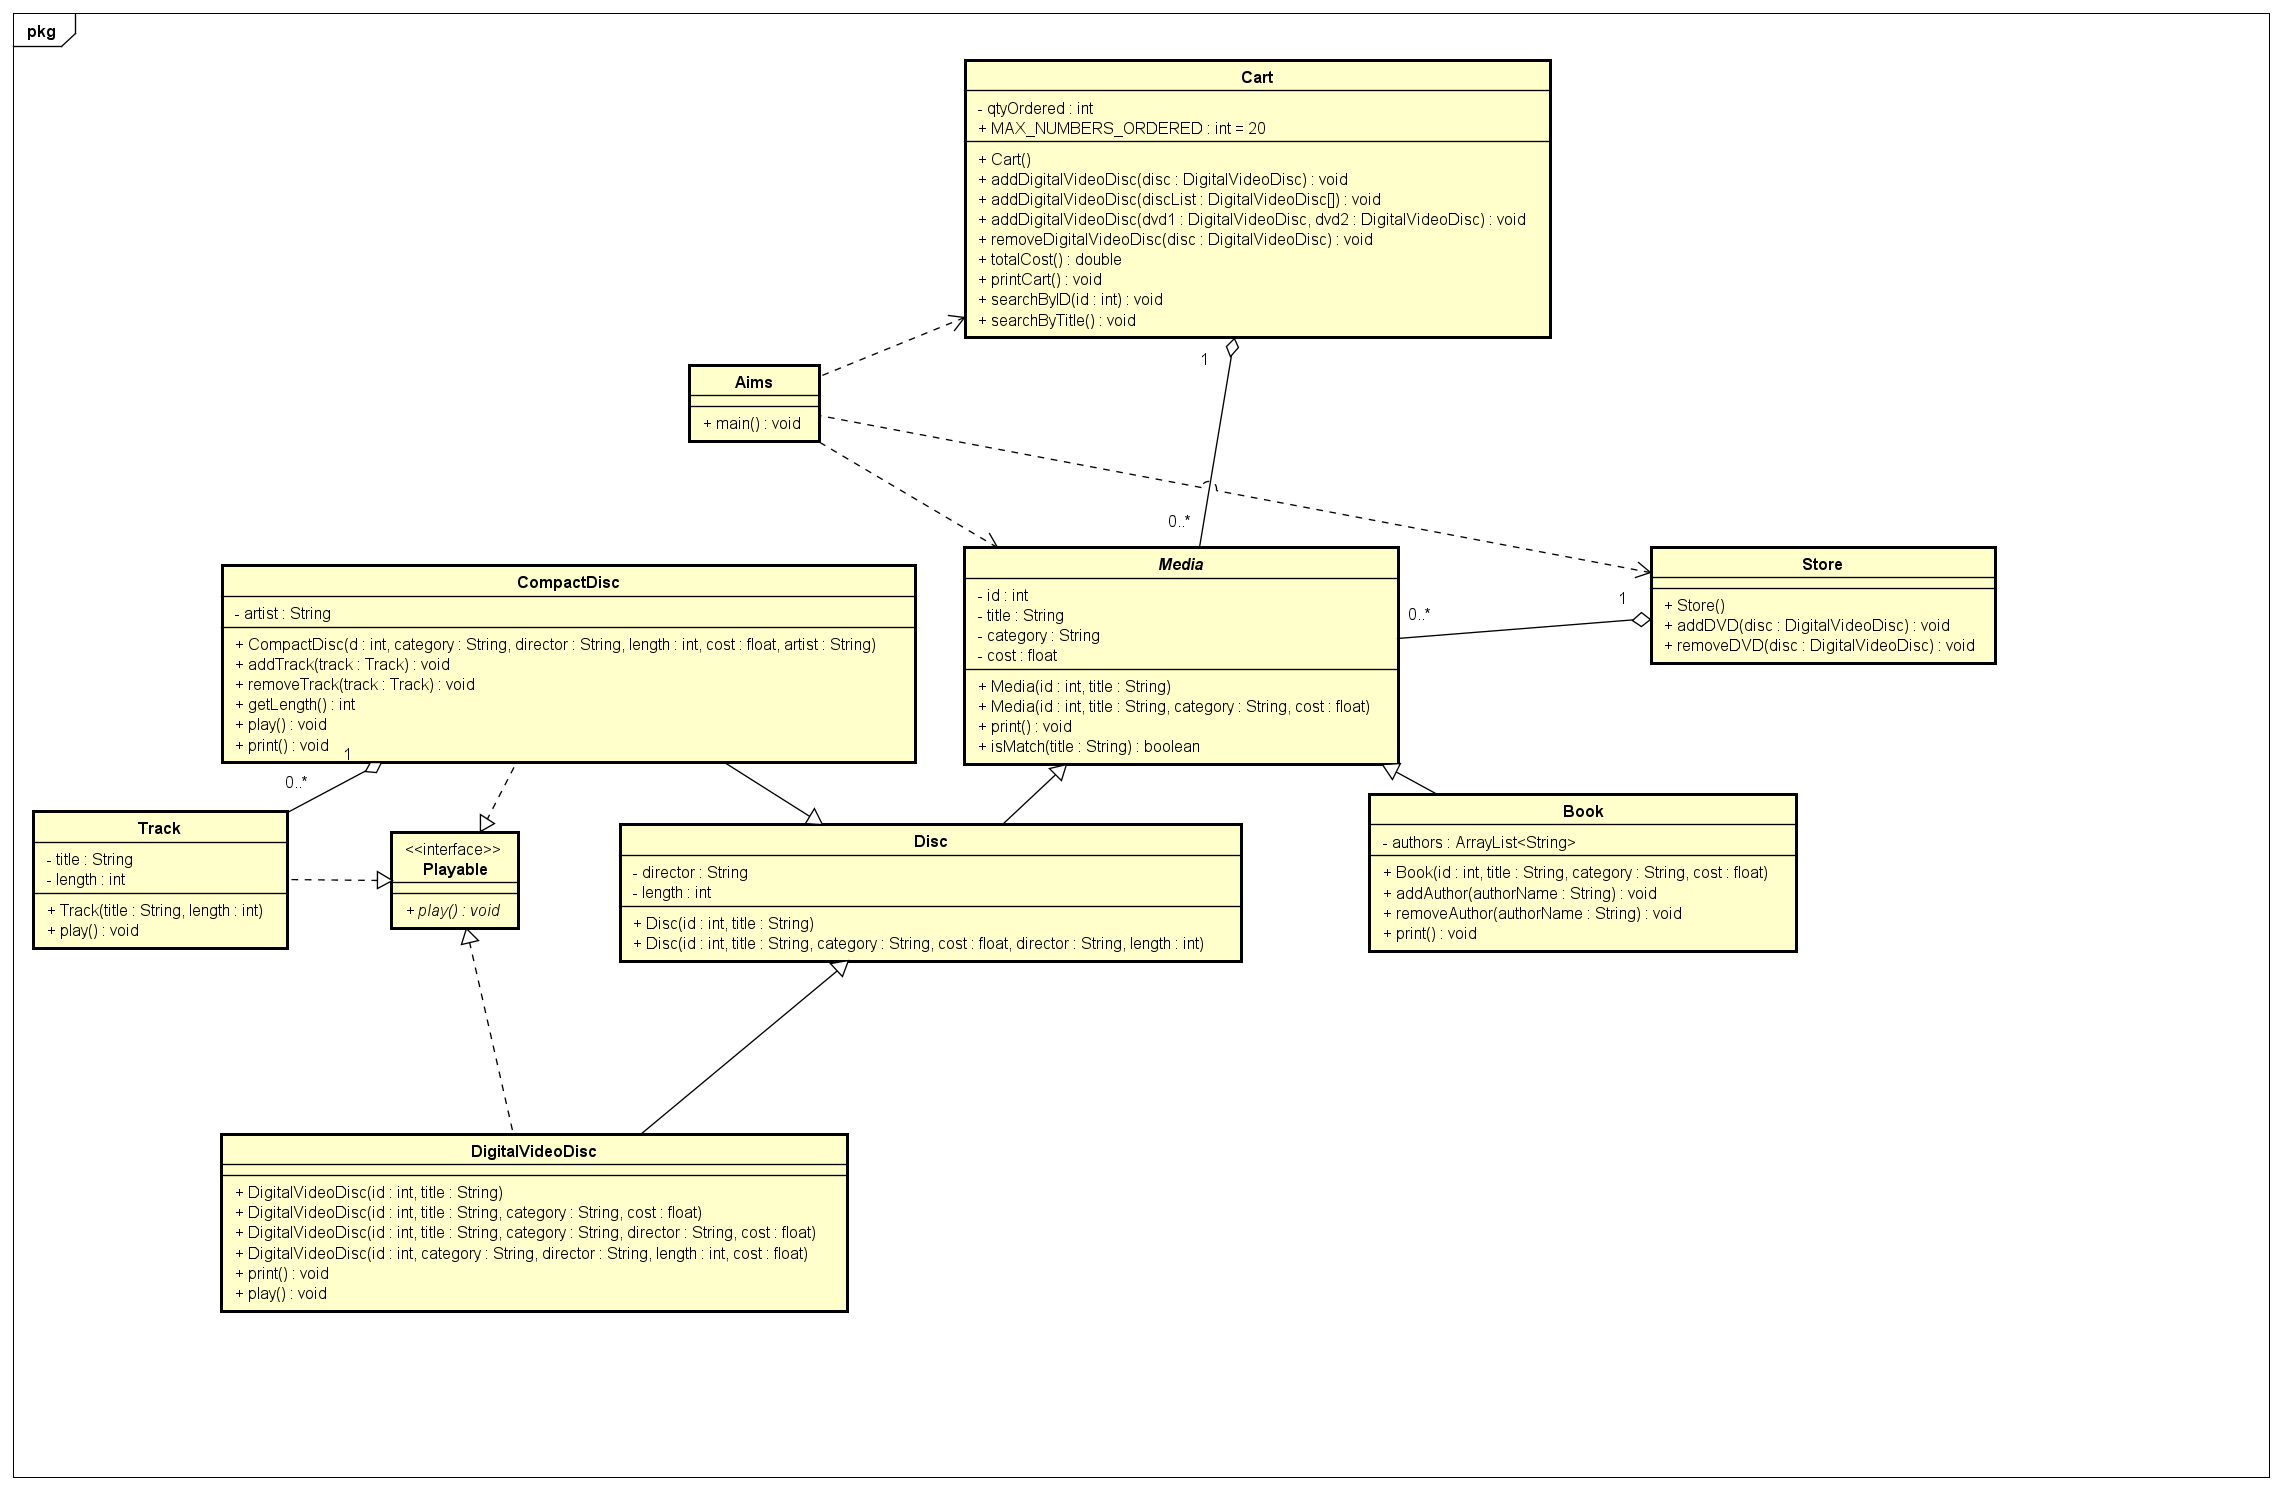 pkg
Cart
- qtyOrdered : int
+ MAX_NUMBERS_ORDERED : int = 20
+ Cart()
+ addDigitalVideoDisc(disc : DigitalVideoDisc) : void
+ addDigitalVideoDisc(discList : DigitalVideoDisc[]) : void
+ addDigitalVideoDisc(dvd1 : DigitalVideoDisc, dvd2 : DigitalVideoDisc) : void
+ removeDigitalVideoDisc(disc : DigitalVideoDisc) : void
+ totalCost() : double
+ printCart() : void
+ searchByID(id : int) : void
+ searchByTitle() : void
1
0..*
Aims
+ main() : void
CompactDisc
- artist : String
+ CompactDisc(d : int, category : String, director : String, length : int, cost : float, artist : String)
+ addTrack(track : Track) : void
+ removeTrack(track : Track) : void
+ getLength() : int
+ play() : void
+ print() : void
1
0..*
Media
- id : int
- title : String
- category : String
- cost : float
+ Media(id : int, title : String)
+ Media(id : int, title : String, category : String, cost : float)
+ print() : void
+ isMatch(title : String) : boolean
0..*
1
Store
+ Store()
+ addDVD(disc : DigitalVideoDisc) : void
+ removeDVD(disc : DigitalVideoDisc) : void
Track
- title : String
- length : int
+ Track(title : String, length : int)
+ play() : void
<<interface>>
Playable
+ play() : void
Disc
- director : String
- length : int
+ Disc(id : int, title : String)
+ Disc(id : int, title : String, category : String, cost : float, director : String, length : int)
Book
- authors : ArrayList<String>
+ Book(id : int, title : String, category : String, cost : float)
+ addAuthor(authorName : String) : void
+ removeAuthor(authorName : String) : void
+ print() : void
DigitalVideoDisc
+ DigitalVideoDisc(id : int, title : String)
+ DigitalVideoDisc(id : int, title : String, category : String, cost : float)
+ DigitalVideoDisc(id : int, title : String, category : String, director : String, cost : float)
+ DigitalVideoDisc(id : int, category : String, director : String, length : int, cost : float)
+ print() : void
+ play() : void